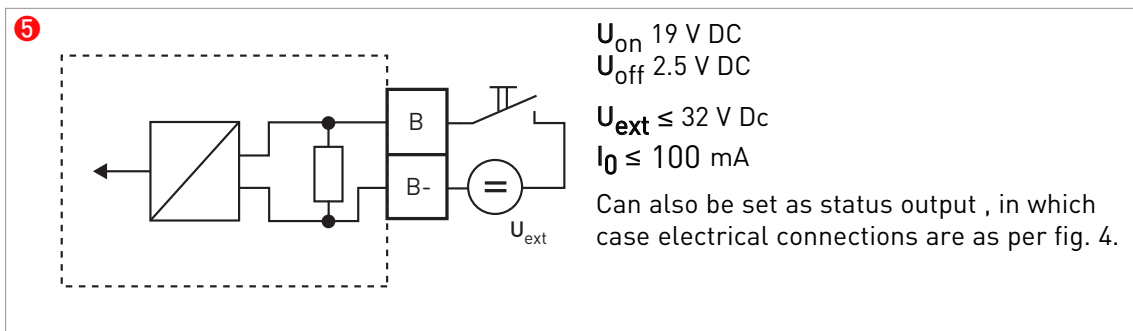 5
B
B-
=
Uext
Uon 19 V DC
Uoff 2.5 V DC
Uext ≤ 32 V Dc
I0 ≤ 100 mA
Can also be set as status output , in which
case electrical connections are as per fig. 4.